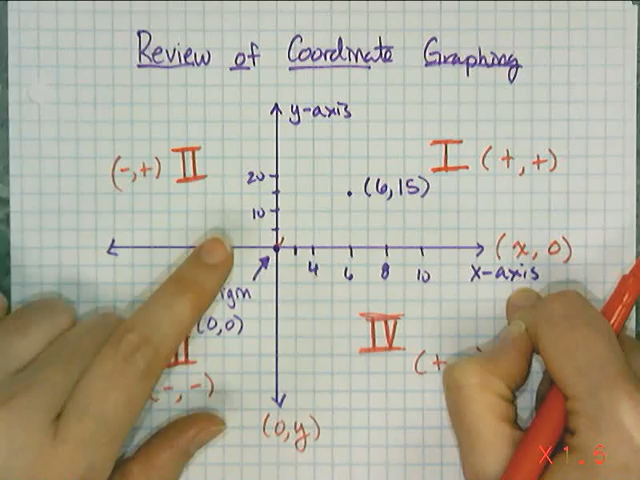 Review of Coordinate Graphing
y-axis
(-,+) II
I (+,+)
20
(6,15)
10
(x,0)
4 6 8 10
x-axis
(0,0)
IV
(+
(-,-)
(0,y)
X1.6